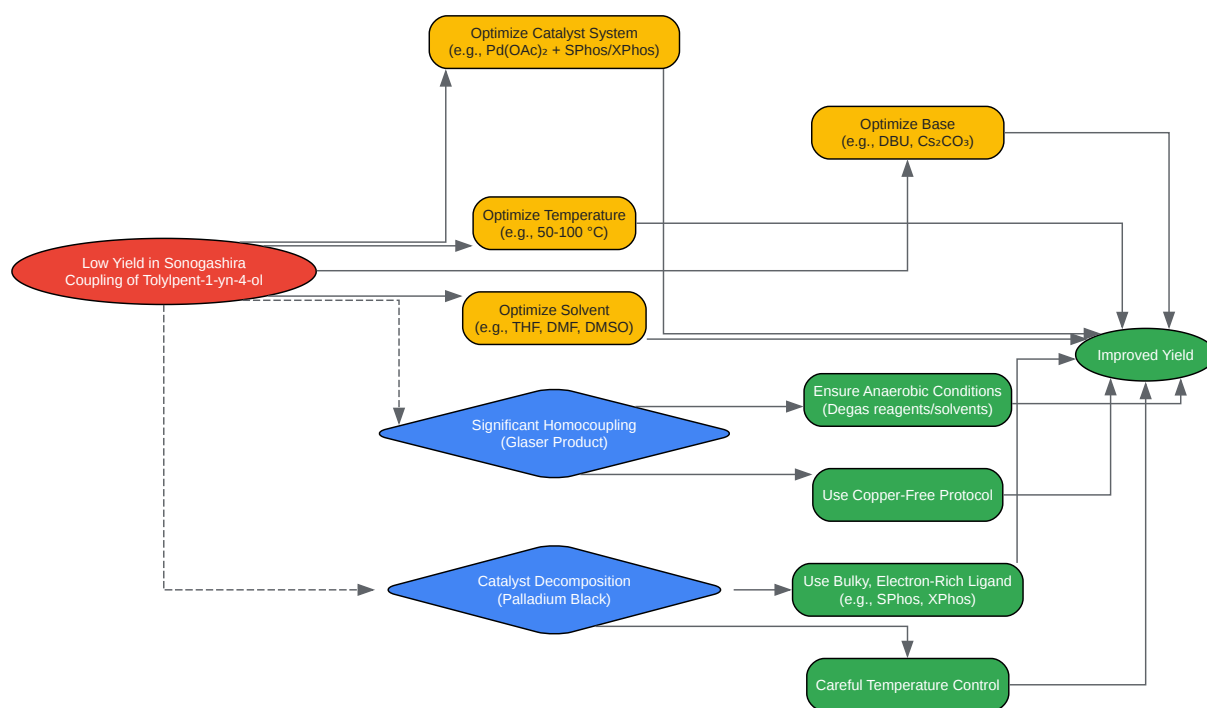 Optimize Catalyst System
(e.g., Pd(OAc)₂ + SPhos/XPhos)
Optimize Base
(e.g., DBU, Cs₂CO₃)
Optimize Temperature
(e.g., 50-100 °C)
Low Yield in Sonogashira
Coupling of Tolylpent-1-yn-4-ol
Optimize Solvent
(e.g., THF, DMF, DMSO)
Improved Yield
Ensure Anaerobic Conditions
(Degas reagents/solvents)
Significant Homocoupling
(Glaser Product)
Use Copper-Free Protocol
Catalyst Decomposition
(Palladium Black)
Use Bulky, Electron-Rich Ligand
(e.g., SPhos, XPhos)
Careful Temperature Control